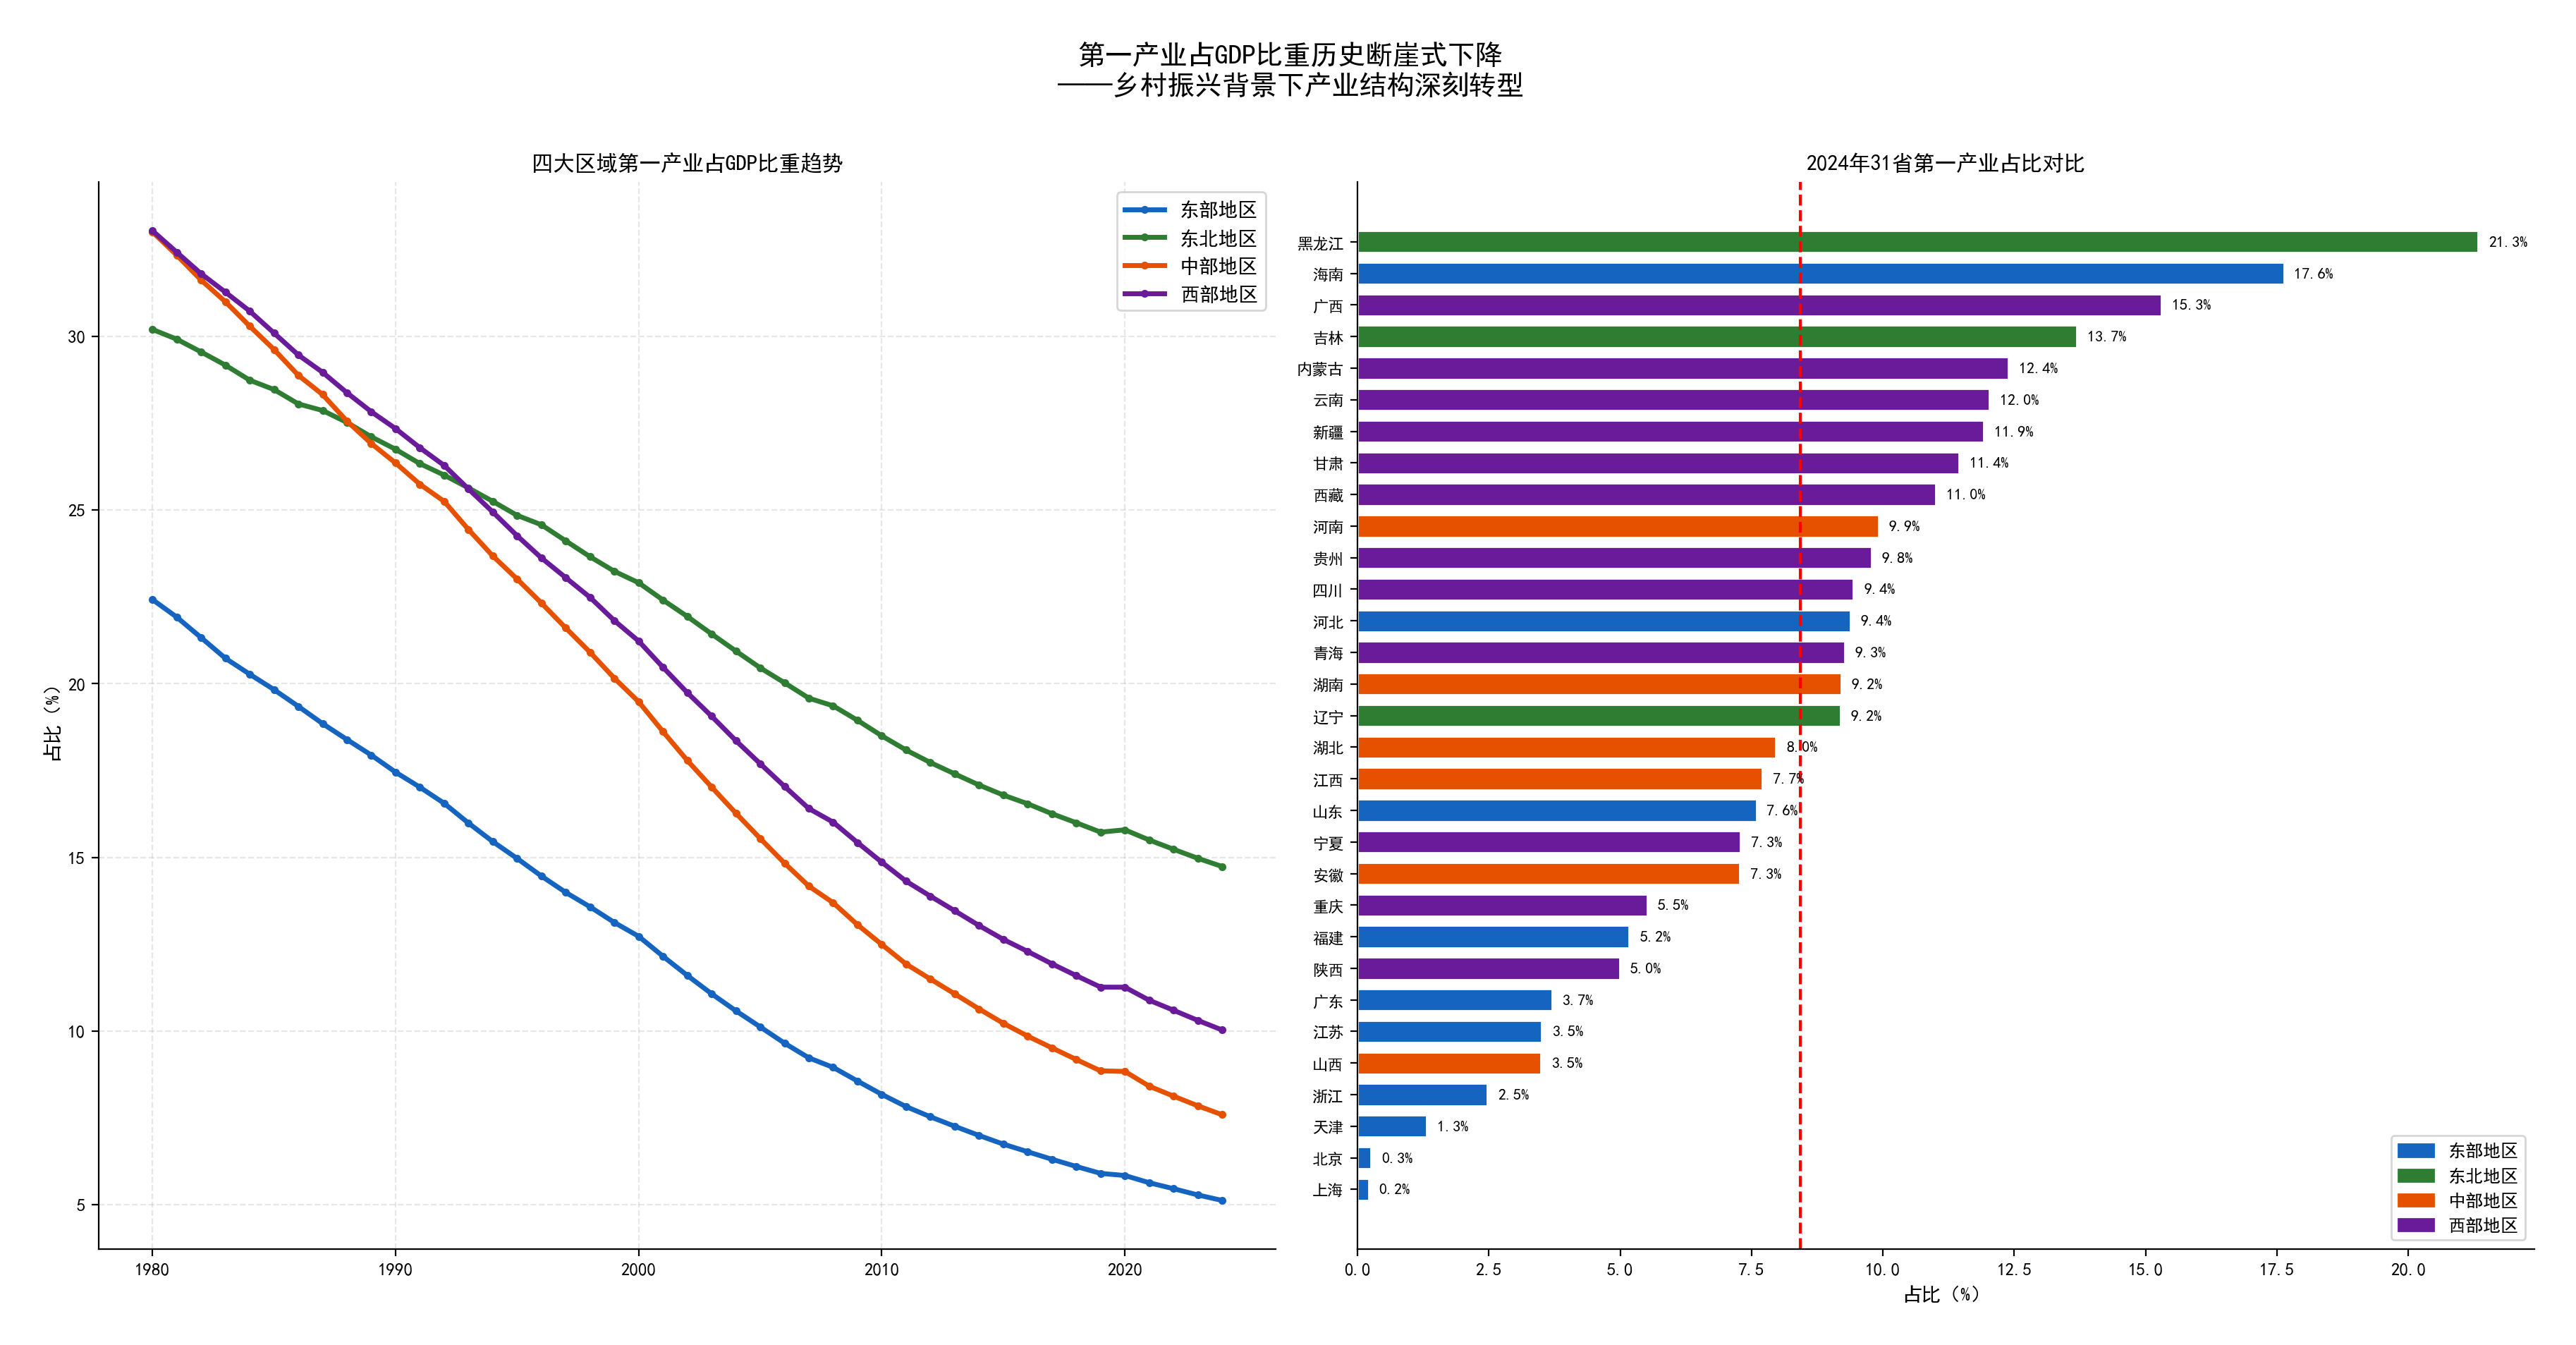 第一产业占GDP比重历史断崖式下降
——乡村振兴背景下产业结构深刻转型
四大区域第一产业占GDP比重趋势
东部地区
东北地区
中部地区
西部地区
占比（%）
30
25
20
15
10
5
1980
1990
2000
2010
2020
2024年31省第一产业占比对比
黑龙江 21.3%
海南 17.6%
广西 15.3%
吉林 13.7%
内蒙古 12.4%
云南 12.0%
新疆 11.9%
甘肃 11.4%
西藏 11.0%
河南 9.9%
贵州 9.8%
四川 9.4%
河北 9.4%
青海 9.3%
湖南 9.2%
辽宁 9.2%
湖北 8.0%
江西 7.7%
山东 7.6%
宁夏 7.3%
安徽 7.3%
重庆 5.5%
福建 5.2%
陕西 5.0%
广东 3.7%
江苏 3.5%
山西 3.5%
浙江 2.5%
天津 1.3%
北京 0.3%
上海 0.2%
东部地区
东北地区
中部地区
西部地区
0.0
2.5
5.0
7.5
10.0
12.5
15.0
17.5
20.0
占比（%）